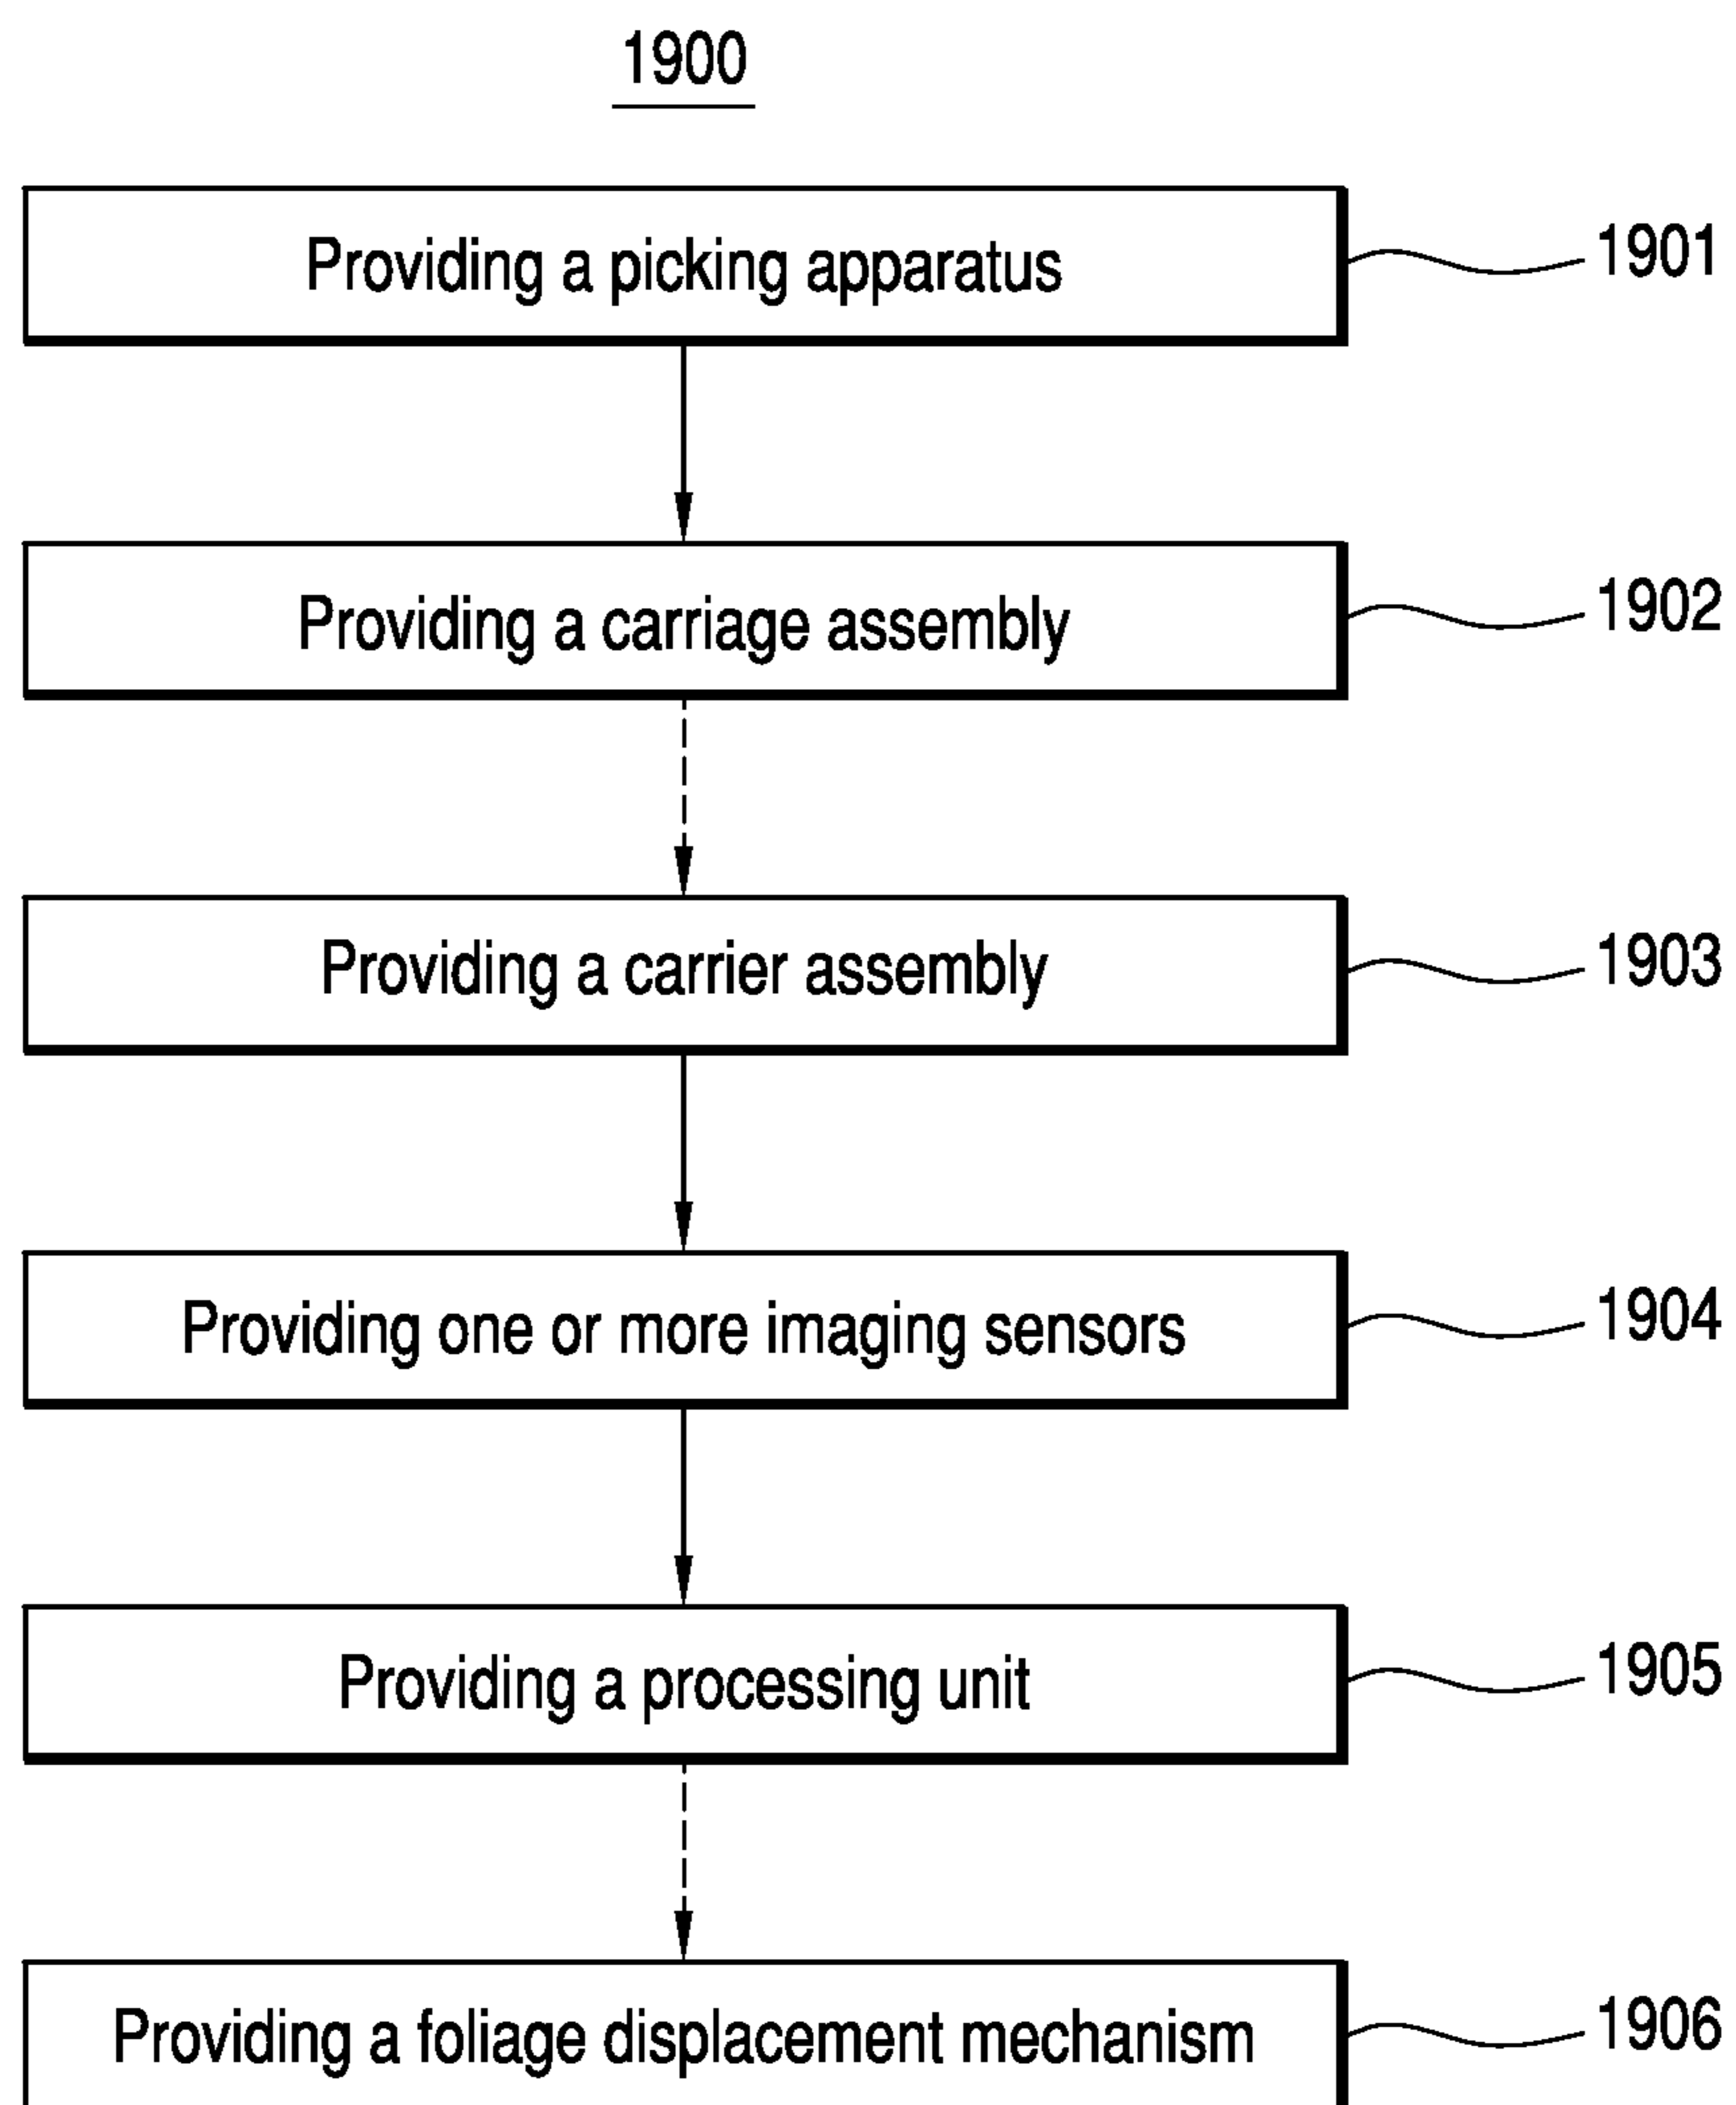 1900
Providing a picking apparatus 1901
Providing a carriage assembly 1902
Providing a carrier assembly 1903
Providing one or more imaging sensors 1904
Providing a processing unit 1905
Providing a foliage displacement mechanism 1906